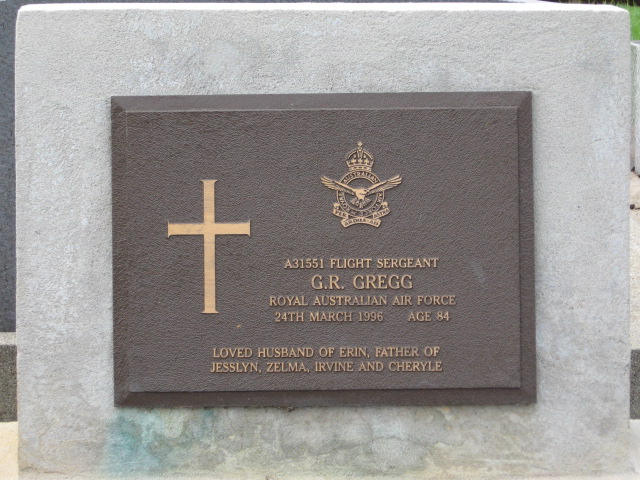 AUSTRALIAN
A31551 FLIGHT SERGEANT
G.R. GREGG
ROYAL AUSTRALIAN AIR FORCE
24TH MARCH 1996 AGE 84
LOVED HUSBAND OF ERIN, FATHER OF
JESSLYN, ZELMA, IRVINE AND CHERYLE